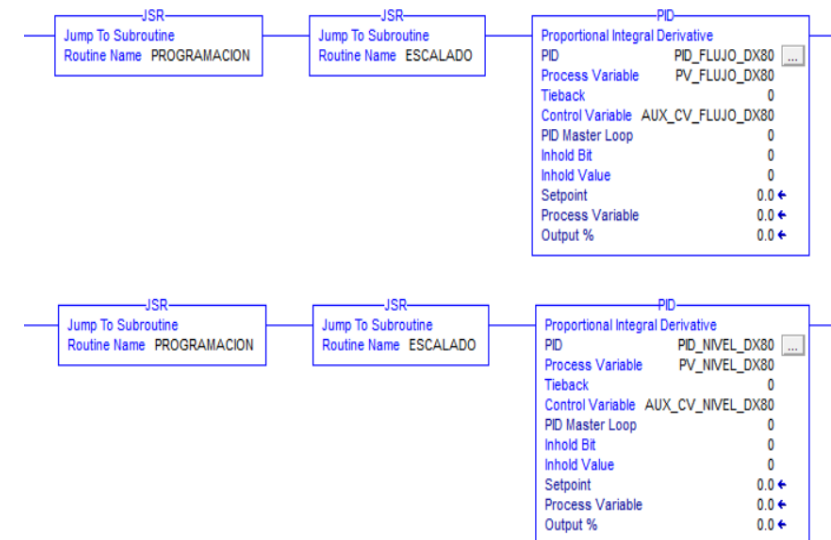 JSR
Jump To Subroutine
Routine Name PROGRAMACION
JSR
Jump To Subroutine
Routine Name ESCALADO
PID
Proportional Integral Derivative
PID PID_FLUJO_DX80 ...
Process Variable PV_FLUJO_DX80
Tieback 0
Control Variable AUX_CV_FLUJO_DX80
PID Master Loop 0
Inhold Bit 0
Inhold Value 0
Setpoint 0.0
Process Variable 0.0
Output % 0.0
JSR
Jump To Subroutine
Routine Name PROGRAMACION
JSR
Jump To Subroutine
Routine Name ESCALADO
PID
Proportional Integral Derivative
PID PID_NIVEL_DX80 ...
Process Variable PV_NIVEL_DX80
Tieback 0
Control Variable AUX_CV_NIVEL_DX80
PID Master Loop 0
Inhold Bit 0
Inhold Value 0
Setpoint 0.0
Process Variable 0.0
Output % 0.0